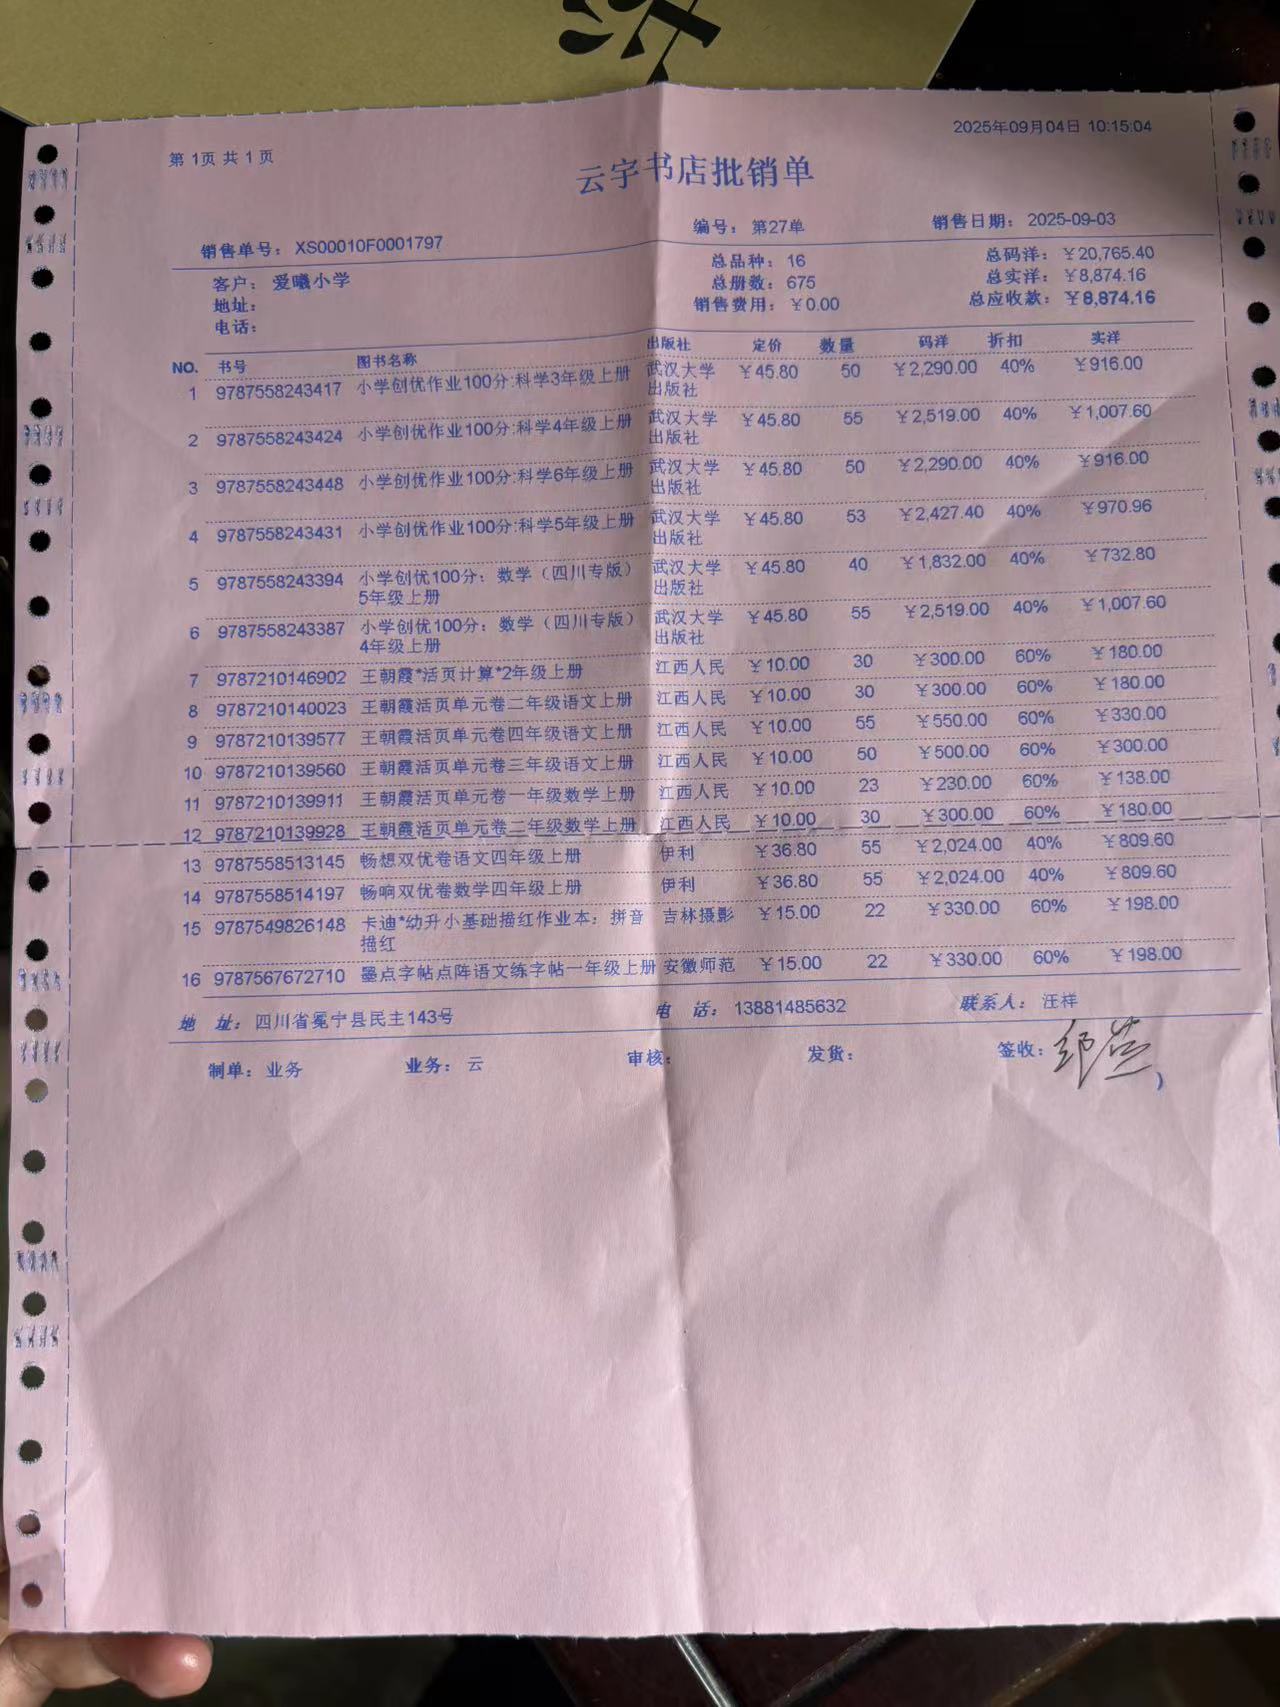 2025年09月04日 10:15:04
第 1页 共 1 页
云宇书店批销单
销售单号： XS00010F0001797 编号： 第27单 销售日期： 2025-09-03
客户： 爱曦小学 总品种： 16 总码洋： ￥20,765.40
地址： 总册数： 675 总实洋： ￥8,874.16
电话： 销售费用： ￥0.00 总应收款： ￥8,874.16
NO. 书号 图书名称 出版社 定价 数量 码洋 折扣 实洋
1 9787558243417 小学创优作业100分:科学3年级上册 武汉大学 ￥45.80 50 ￥2,290.00 40% ￥916.00
出版社
2 9787558243424 小学创优作业100分:科学4年级上册 武汉大学 ￥45.80 55 ￥2,519.00 40% ￥1,007.60
出版社
3 9787558243448 小学创优作业100分:科学6年级上册 武汉大学 ￥45.80 50 ￥2,290.00 40% ￥916.00
出版社
4 9787558243431 小学创优作业100分:科学5年级上册 武汉大学 ￥45.80 53 ￥2,427.40 40% ￥970.96
出版社
5 9787558243394 小学创优100分：数学（四川专版） 武汉大学 ￥45.80 40 ￥1,832.00 40% ￥732.80
5年级上册 出版社
6 9787558243387 小学创优100分：数学（四川专版） 武汉大学 ￥45.80 55 ￥2,519.00 40% ￥1,007.60
4年级上册 出版社
7 9787210146902 王朝霞*活页计算*2年级上册 江西人民 ￥10.00 30 ￥300.00 60% ￥180.00
8 9787210140023 王朝霞活页单元卷二年级语文上册 江西人民 ￥10.00 30 ￥300.00 60% ￥180.00
9 9787210139577 王朝霞活页单元卷四年级语文上册 江西人民 ￥10.00 55 ￥550.00 60% ￥330.00
10 9787210139560 王朝霞活页单元卷三年级语文上册 江西人民 ￥10.00 50 ￥500.00 60% ￥300.00
11 9787210139911 王朝霞活页单元卷一年级数学上册 江西人民 ￥10.00 23 ￥230.00 60% ￥138.00
12 9787210139928 王朝霞活页单元卷二年级数学上册 江西人民 ￥10.00 30 ￥300.00 60% ￥180.00
13 9787558513145 畅想双优卷语文四年级上册 伊利 ￥36.80 55 ￥2,024.00 40% ￥809.60
14 9787558514197 畅响双优卷数学四年级上册 伊利 ￥36.80 55 ￥2,024.00 40% ￥809.60
15 9787549826148 卡迪*幼升小基础描红作业本：拼音 吉林摄影 ￥15.00 22 ￥330.00 60% ￥198.00
描红
16 9787567672710 墨点字帖点阵语文练字帖一年级上册 安徽师范 ￥15.00 22 ￥330.00 60% ￥198.00
地 址：四川省冕宁县民主143号 电 话：13881485632 联系人：汪祥
制单：业务 业务：云 审核： 发货： 签收：